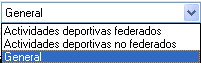 General
Actividades deportivas federados
Actividades deportivas no federados
General